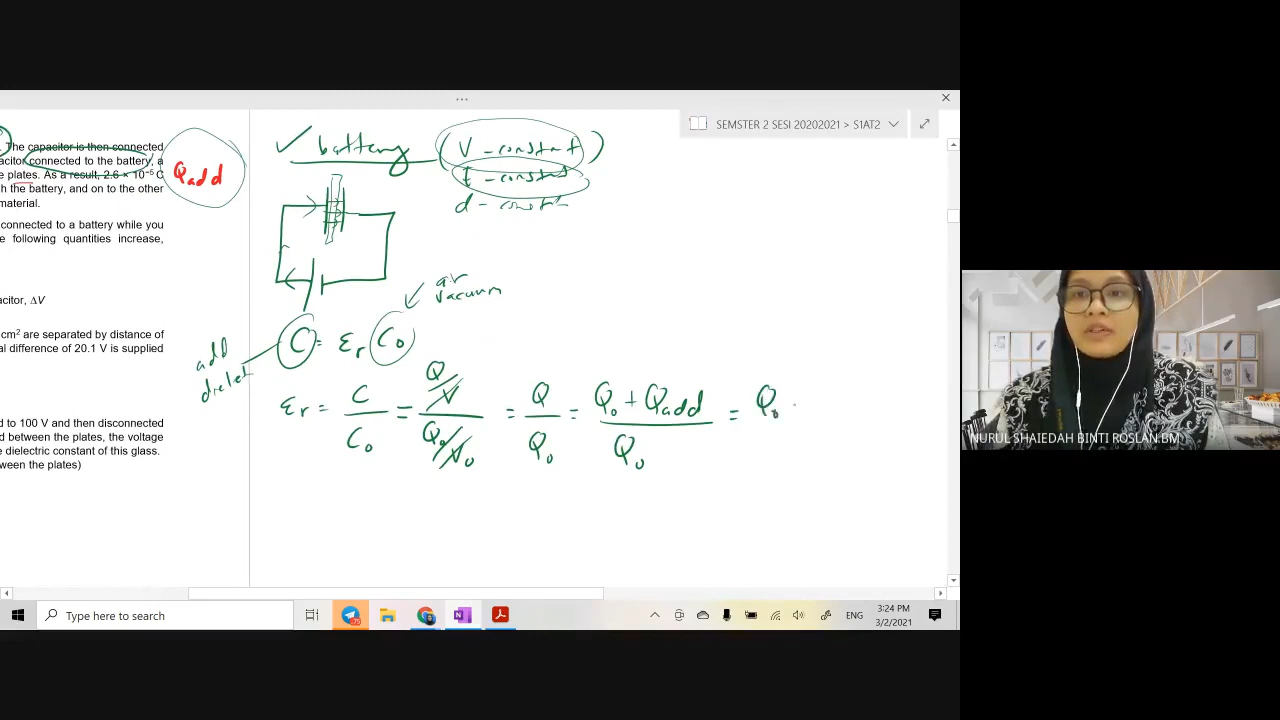 SEMSTER 2 SESI 20202021 > S1AT2
. The capacitor is then connected
acitor connected to the battery, a
e plates. As a result, 2.6 × 10⁻⁵ C
h the battery, and on to the other
material.
connected to a battery while you
e following quantities increase,
acitor, ΔV
cm² are separated by distance of
al difference of 20.1 V is supplied
ed to 100 V and then disconnected
d between the plates, the voltage
e dielectric constant of this glass.
ween the plates)
Qadd
✓ battery (V - constant)
E - constant
d - constn
air
vacuum
add
dielet
C = εr C₀
εr = C/C₀ = (Q/V)/(Q₀/V₀) = Q/Q₀ = (Q₀ + Qadd)/Q₀ = Q₀
NURUL SHAIEDAH BINTI ROSLAN.BM
Type here to search
ENG
3:24 PM
3/2/2021